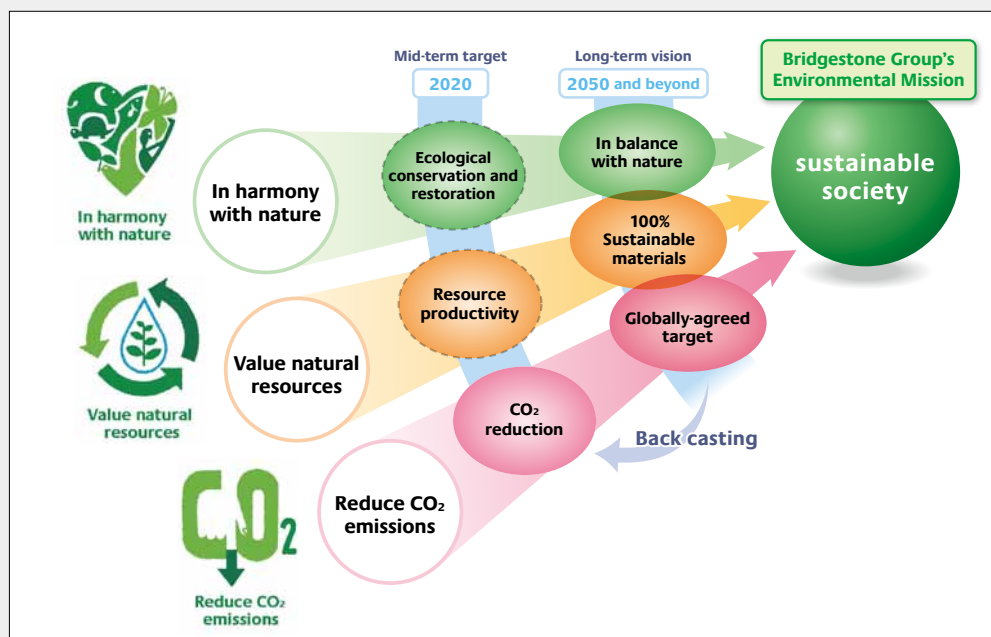 Mid-term target
2020
Long-term vision
2050 and beyond
Bridgestone Group's
Environmental Mission
In harmony
with nature
In harmony
with nature
Ecological
conservation and
restoration
In balance
with nature
sustainable
society
Value natural
resources
Value natural
resources
Resource
productivity
100%
Sustainable
materials
Reduce CO₂
emissions
CO2
Reduce CO₂
emissions
CO₂
reduction
Globally-agreed
target
Back casting